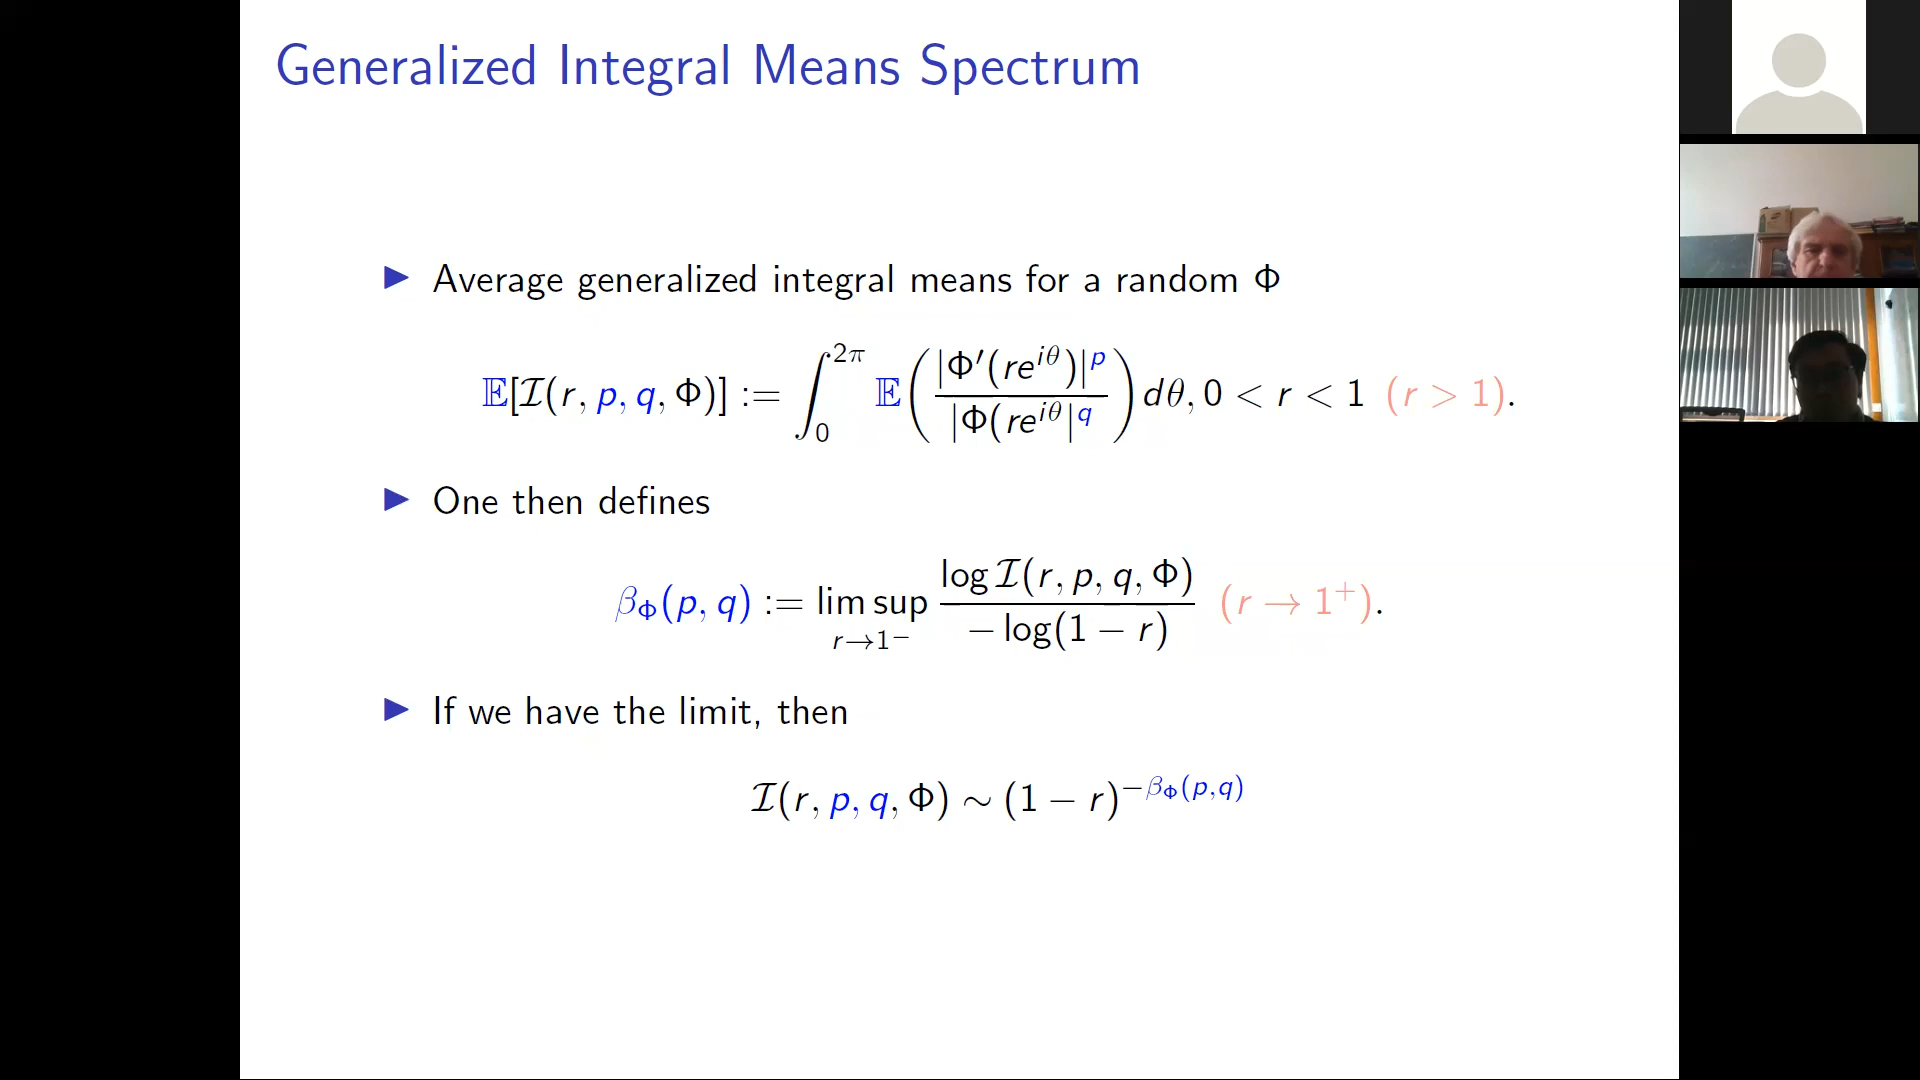 Generalized Integral Means Spectrum
▶ Average generalized integral means for a random Φ
𝔼[ℐ(r, p, q, Φ)] := ∫₀^{2π} 𝔼( |Φ′(re^{iθ})|^p / |Φ(re^{iθ}|^q ) dθ, 0 < r < 1 (r > 1).
▶ One then defines
β_Φ(p, q) := lim sup_{r→1⁻} log ℐ(r, p, q, Φ) / − log(1 − r) (r → 1⁺).
▶ If we have the limit, then
ℐ(r, p, q, Φ) ∼ (1 − r)^{−β_Φ(p,q)}